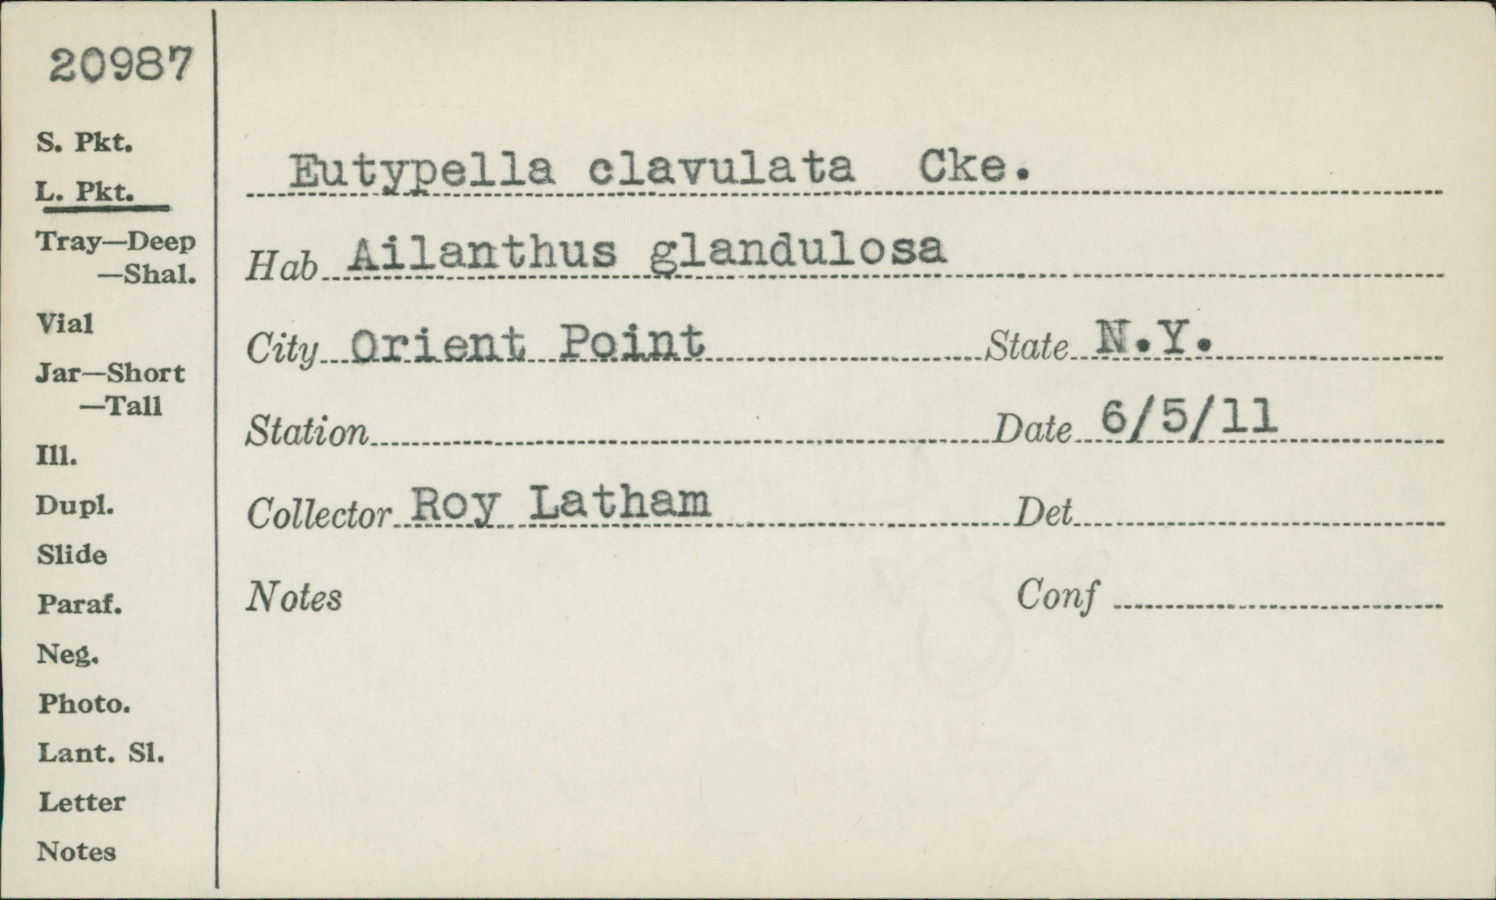 20987
S. Pkt.
L. Pkt.
Tray—Deep
—Shal.
Vial
Jar—Short
—Tall
Ill.
Dupl.
Slide
Paraf.
Neg.
Photo.
Lant. Sl.
Letter
Notes
Eutypella clavulata Cke.
Hab Ailanthus glandulosa
City Orient Point State N.Y.
Station Date 6/5/11
Collector Roy Latham Det
Notes Conf